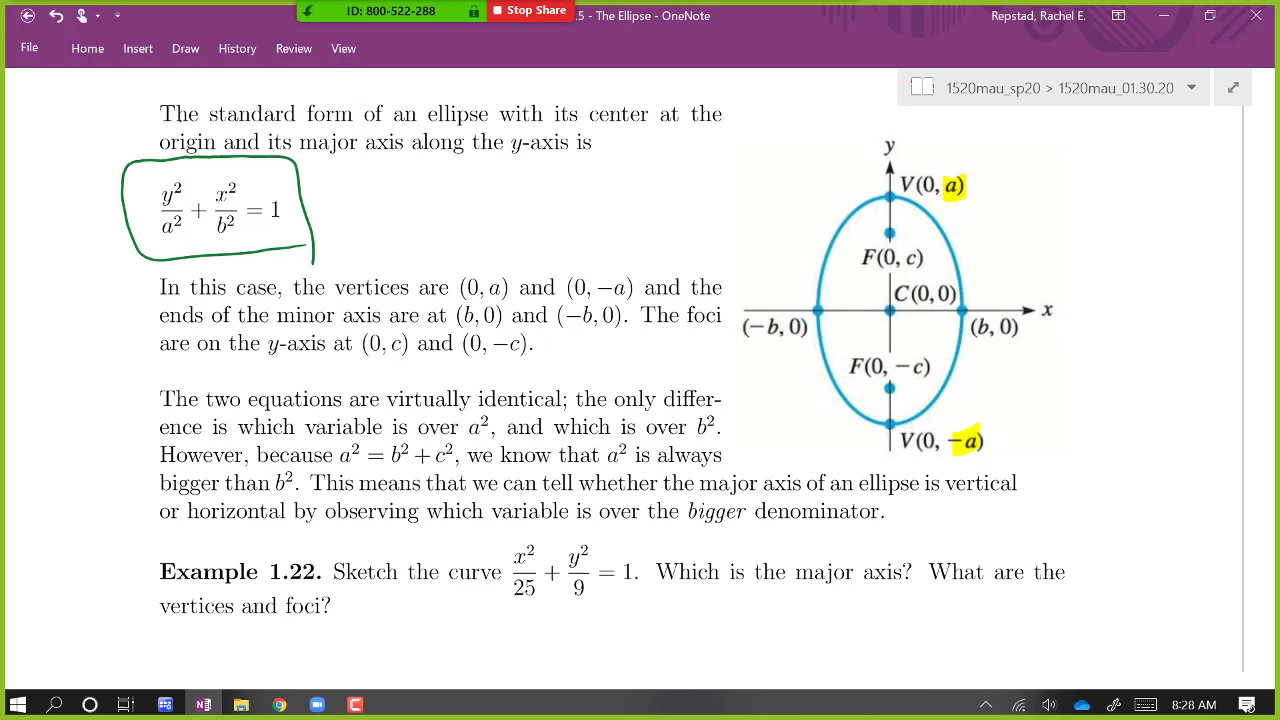 ID: 800-522-288
Stop Share
.5 - The Ellipse - OneNote
Repstad, Rachel E.
File
Home
Insert
Draw
History
Review
View
1520mau_sp20 > 1520mau_01.30.20
The standard form of an ellipse with its center at the
origin and its major axis along the y-axis is
y²/a² + x²/b² = 1
In this case, the vertices are (0, a) and (0, −a) and the
ends of the minor axis are at (b, 0) and (−b, 0). The foci
are on the y-axis at (0, c) and (0, −c).
The two equations are virtually identical; the only differ-
ence is which variable is over a², and which is over b².
However, because a² = b² + c², we know that a² is always
bigger than b². This means that we can tell whether the major axis of an ellipse is vertical
or horizontal by observing which variable is over the bigger denominator.
y
V(0, a)
F(0, c)
C(0, 0)
x
(−b, 0)
(b, 0)
F(0, −c)
V(0, −a)
Example 1.22. Sketch the curve x²/25 + y²/9 = 1. Which is the major axis? What are the
vertices and foci?
8:28 AM